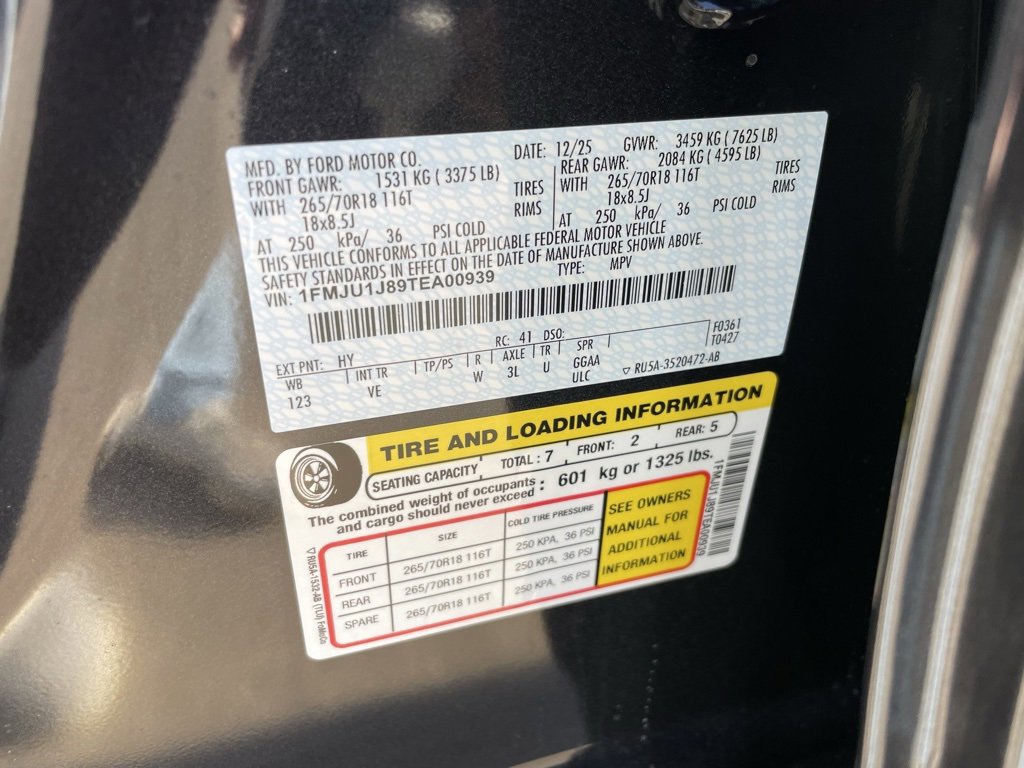 MFD. BY FORD MOTOR CO. DATE: 12/25 GVWR: 3459 KG ( 7625 LB)
FRONT GAWR: 1531 KG ( 3375 LB) REAR GAWR: 2084 KG ( 4595 LB)
WITH 265/70R18 116T TIRES WITH 265/70R18 116T TIRES
18x8.5J RIMS 18x8.5J RIMS
AT 250 kPa/ 36 PSI COLD AT 250 kPa/ 36 PSI COLD
THIS VEHICLE CONFORMS TO ALL APPLICABLE FEDERAL MOTOR VEHICLE
SAFETY STANDARDS IN EFFECT ON THE DATE OF MANUFACTURE SHOWN ABOVE.
VIN: 1FMJU1J89TEA00939 TYPE: MPV
EXT PNT: HY RC: 41 DSO: F0361
T0427
WB INT TR TP/PS R AXLE TR SPR
123 VE W 3L U GGAA
ULC
RU5A-3520472-AB
TIRE AND LOADING INFORMATION
SEATING CAPACITY TOTAL : 7 FRONT: 2 REAR: 5
The combined weight of occupants
and cargo should never exceed : 601 kg or 1325 lbs.
TIRE SIZE COLD TIRE PRESSURE
FRONT 265/70R18 116T 250 KPA, 36 PSI
REAR 265/70R18 116T 250 KPA, 36 PSI
SPARE 265/70R18 116T 250 KPA, 36 PSI
SEE OWNERS
MANUAL FOR
ADDITIONAL
INFORMATION
1FMJU1J89TEA00939
RU5A-1532-AB (TLU) FoMoCo